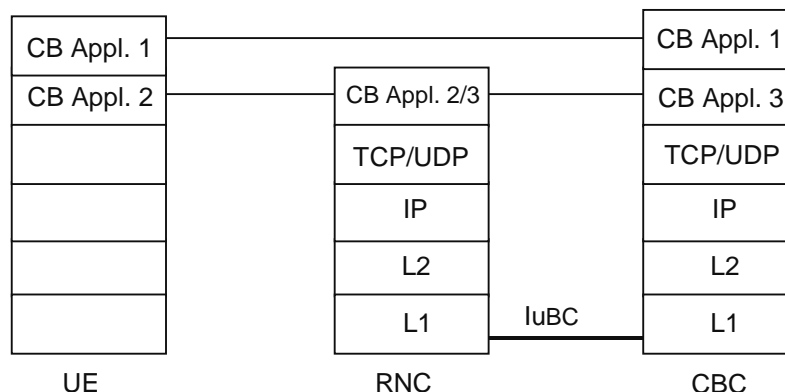 CB Appl. 1 CB Appl. 1
CB Appl. 2 CB Appl. 2/3 CB Appl. 3
TCP/UDP TCP/UDP
IP IP
L2 L2
L1 IuBC L1
UE RNC CBC